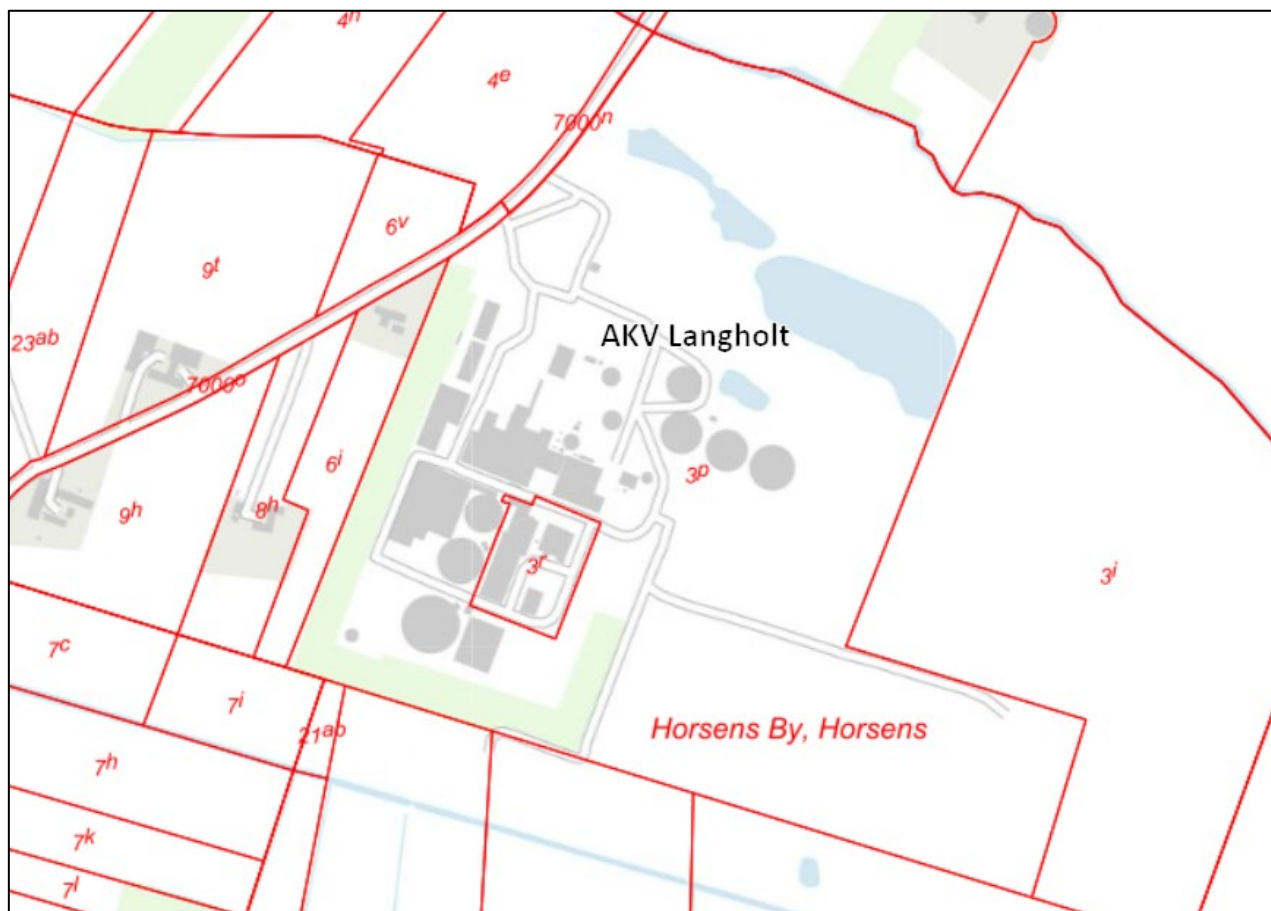 4h
4e
7000n
6v
9t
AKV Langholt
23ab
7000o
6i
3p
9h
8h
3r
3i
7c
7i
21ab
Horsens By, Horsens
7h
7k
7l